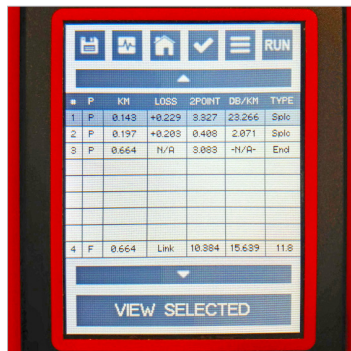 RUN
P KM LOSS 2POINT DB/KM TYPE
1 P 0.143 +0.229 3.327 23.266 Splc
2 P 0.197 +0.203 0.408 2.071 Splc
3 P 0.664 N/A 3.083 -N/A- End
4 F 0.664 Link 10.384 15.639 11.8
VIEW SELECTED